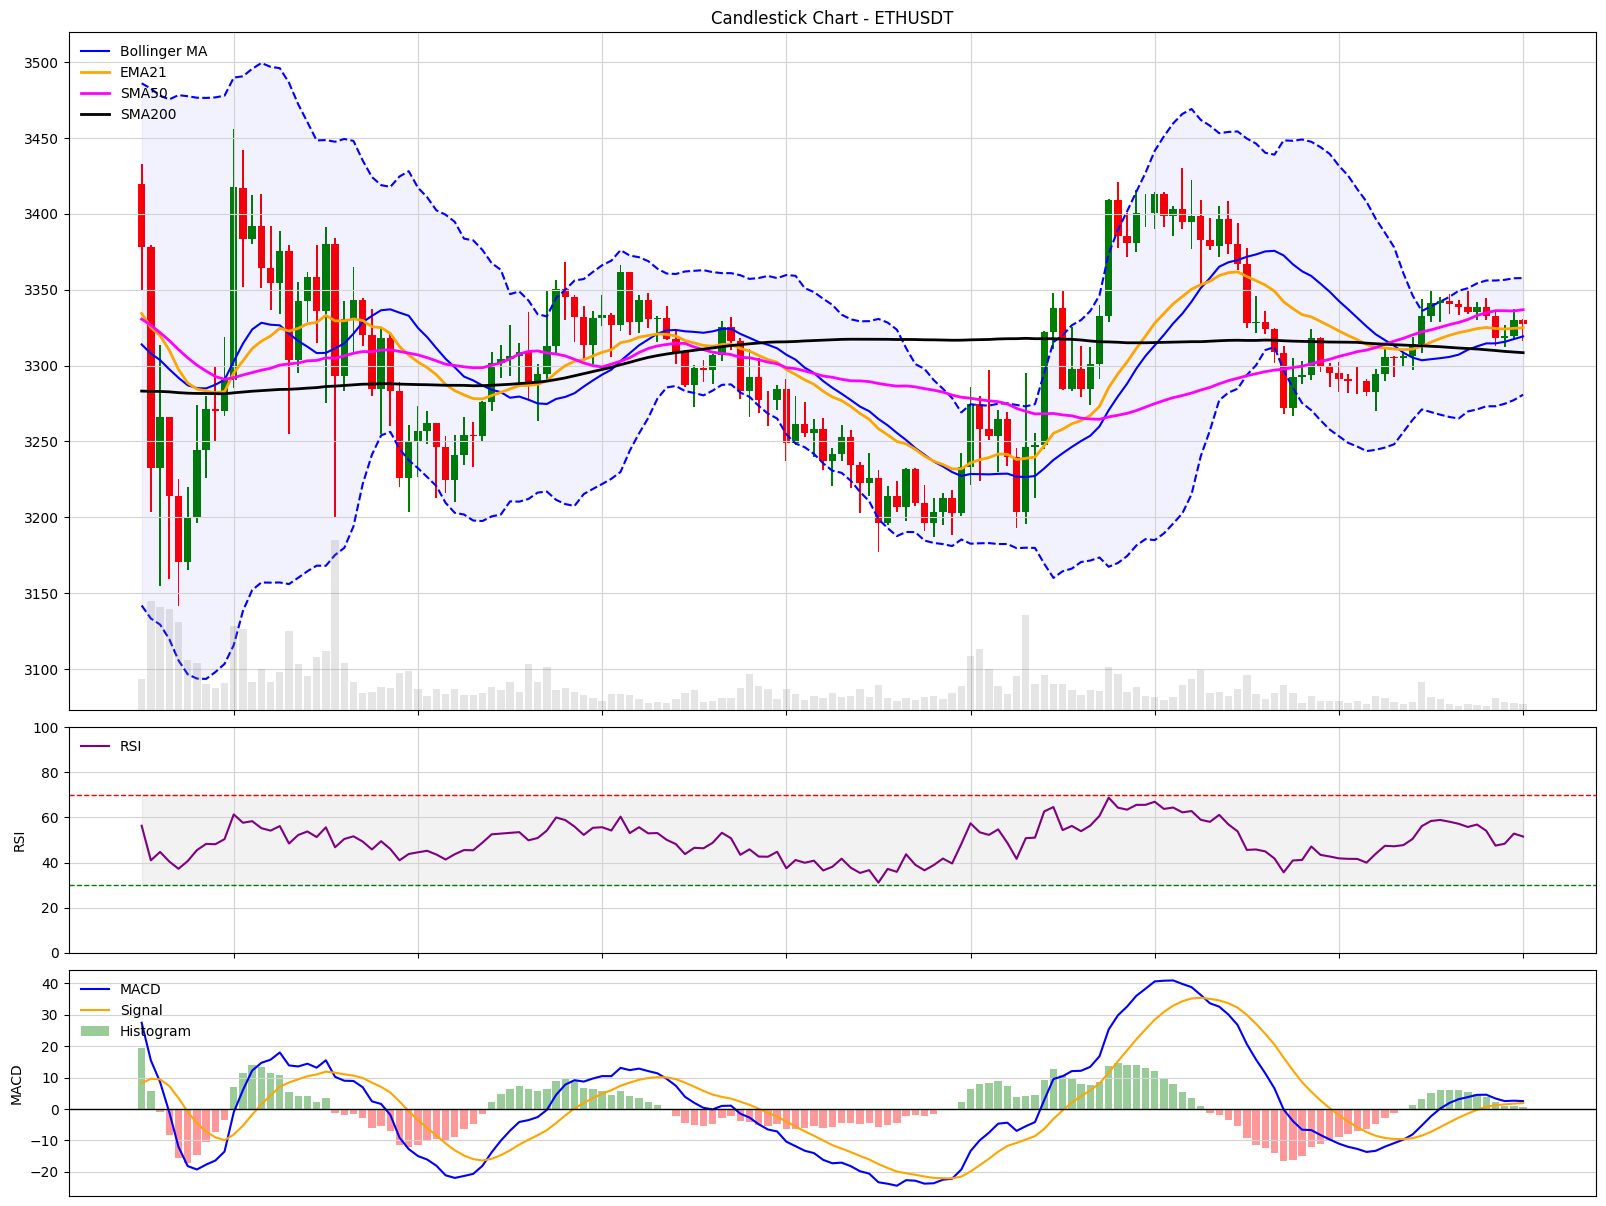 Candlestick Chart - ETHUSDT
Bollinger MA
EMA21
SMA50
SMA200
3500
3450
3400
3350
3300
3250
3200
3150
3100
RSI
RSI
100
80
60
40
20
0
MACD
Signal
Histogram
MACD
40
30
20
10
0
−10
−20